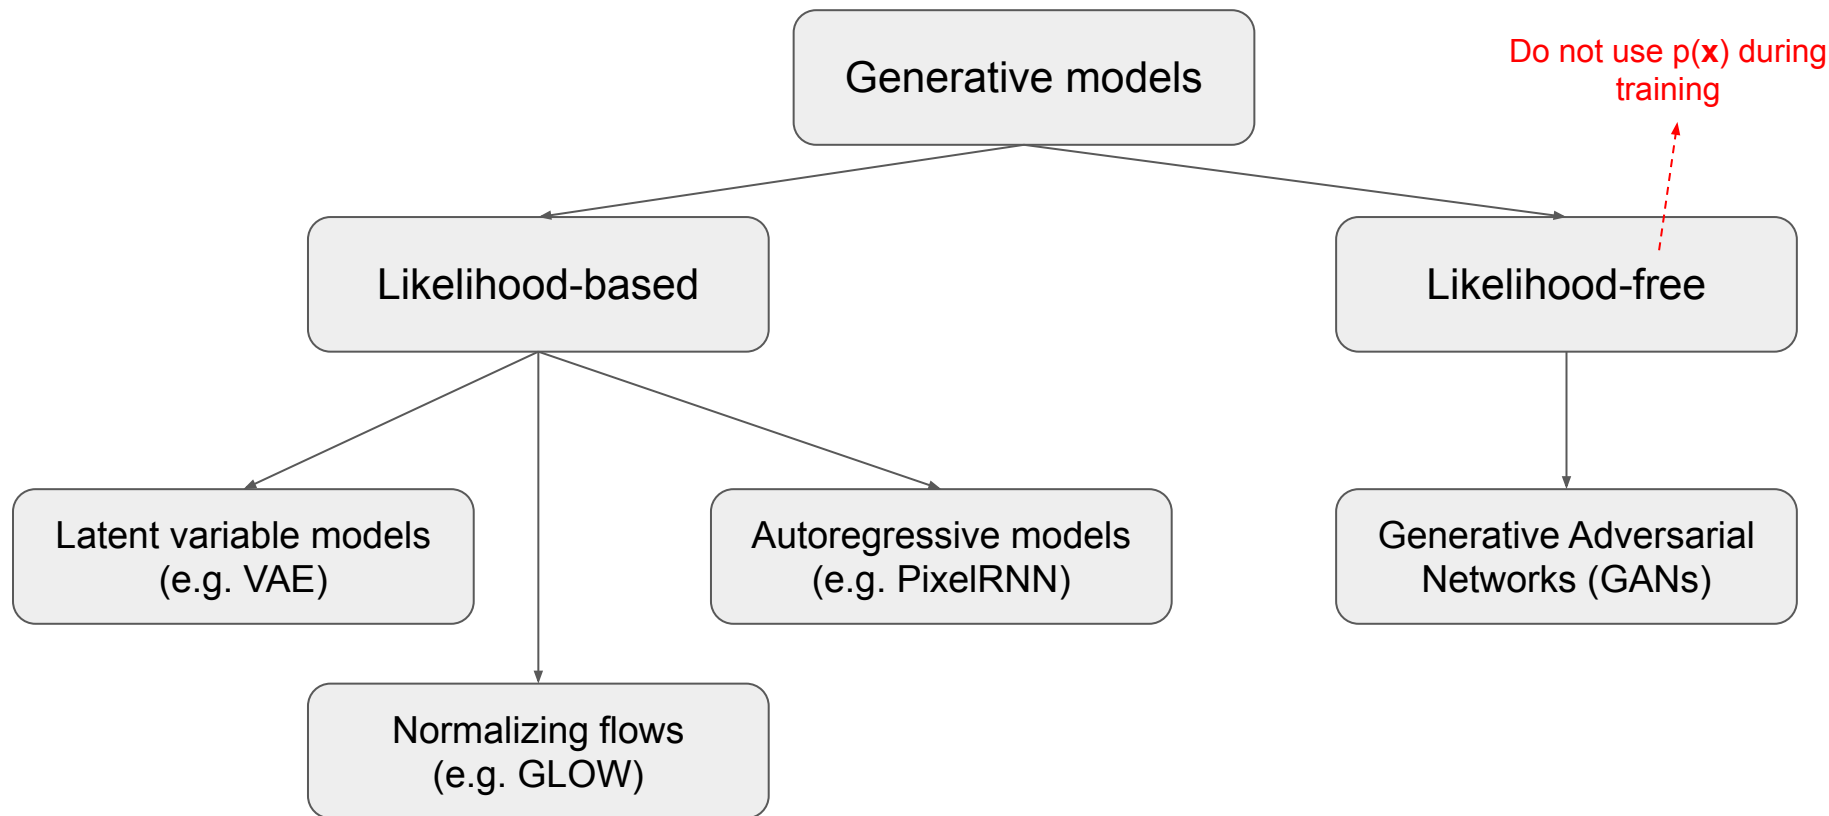 Generative models
Do not use p(x) during
training
Likelihood-based
Likelihood-free
Latent variable models
(e.g. VAE)
Autoregressive models
(e.g. PixelRNN)
Generative Adversarial
Networks (GANs)
Normalizing flows
(e.g. GLOW)